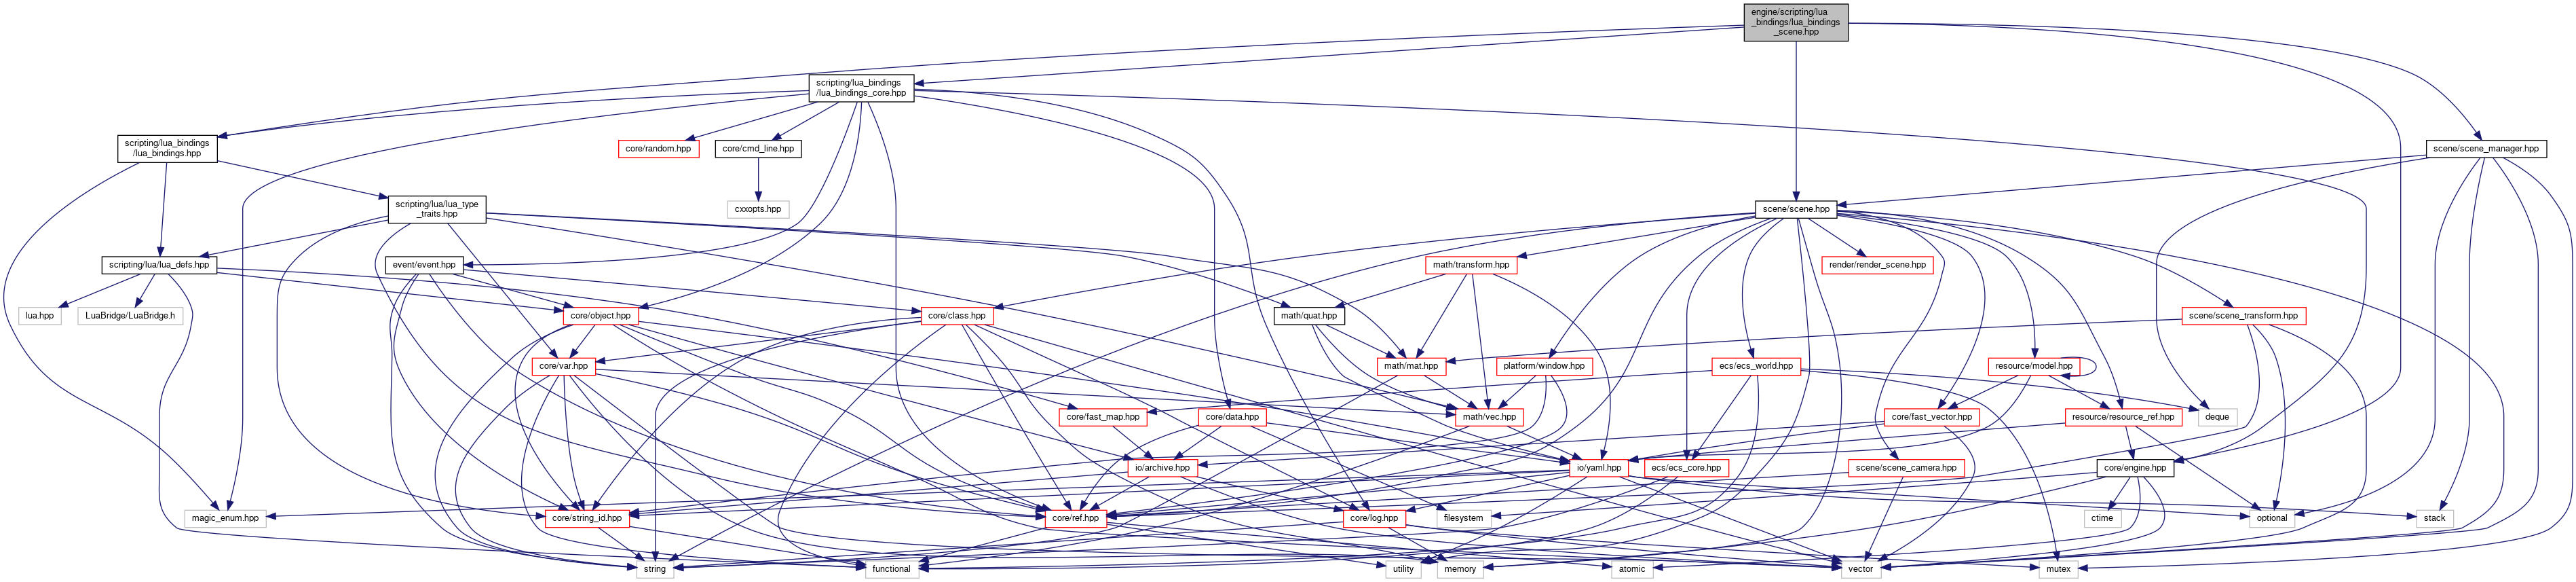 engine/scripting/lua
_bindings/lua_bindings
_scene.hpp
scripting/lua_bindings
/lua_bindings_core.hpp
scripting/lua_bindings
/lua_bindings.hpp
core/random.hpp
core/cmd_line.hpp
scene/scene_manager.hpp
scripting/lua/lua_type
_traits.hpp
cxxopts.hpp
scene/scene.hpp
scripting/lua/lua_defs.hpp
event/event.hpp
math/transform.hpp
render/render_scene.hpp
lua.hpp
LuaBridge/LuaBridge.h
core/object.hpp
core/class.hpp
math/quat.hpp
scene/scene_transform.hpp
core/var.hpp
math/mat.hpp
platform/window.hpp
ecs/ecs_world.hpp
resource/model.hpp
core/fast_map.hpp
core/data.hpp
math/vec.hpp
core/fast_vector.hpp
resource/resource_ref.hpp
deque
io/archive.hpp
io/yaml.hpp
ecs/ecs_core.hpp
scene/scene_camera.hpp
core/engine.hpp
magic_enum.hpp
core/string_id.hpp
core/ref.hpp
core/log.hpp
filesystem
ctime
optional
stack
string
functional
utility
memory
atomic
vector
mutex